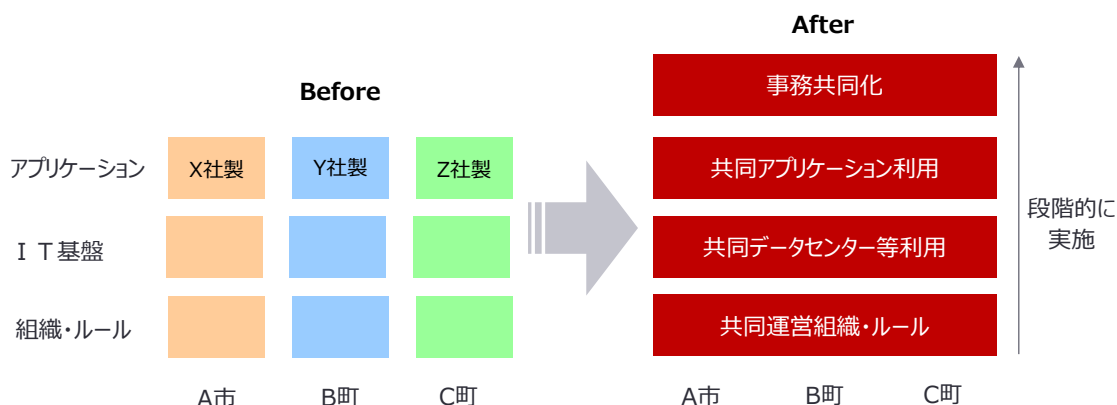 After
事務共同化
Before
アプリケーション
X社製
Y社製
Z社製
共同アプリケーション利用
段階的に
実施
ＩＴ基盤
共同データセンター等利用
組織・ルール
共同運営組織・ルール
A市
B町
C町
A市
B町
C町